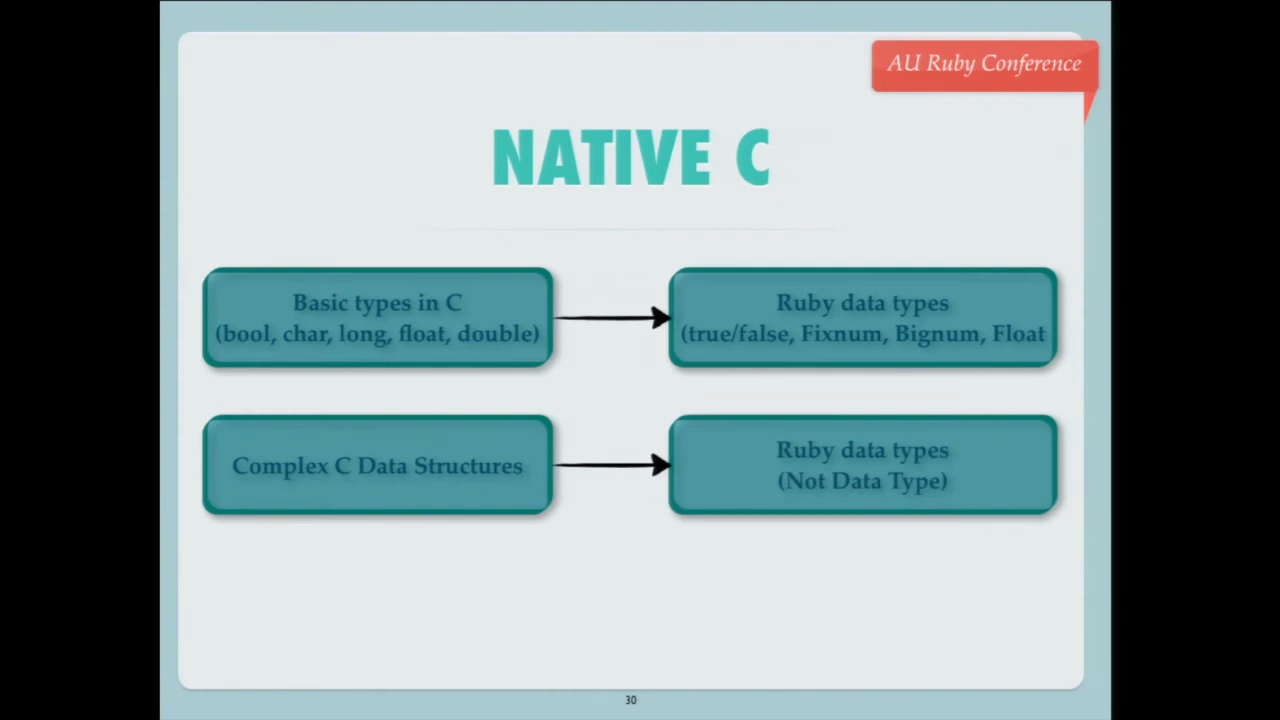 AU Ruby Conference
NATIVE C
Basic types in C
(bool, char, long, float, double)
Ruby data types
(true/false, Fixnum, Bignum, Float
Complex C Data Structures
Ruby data types
(Not Data Type)
30